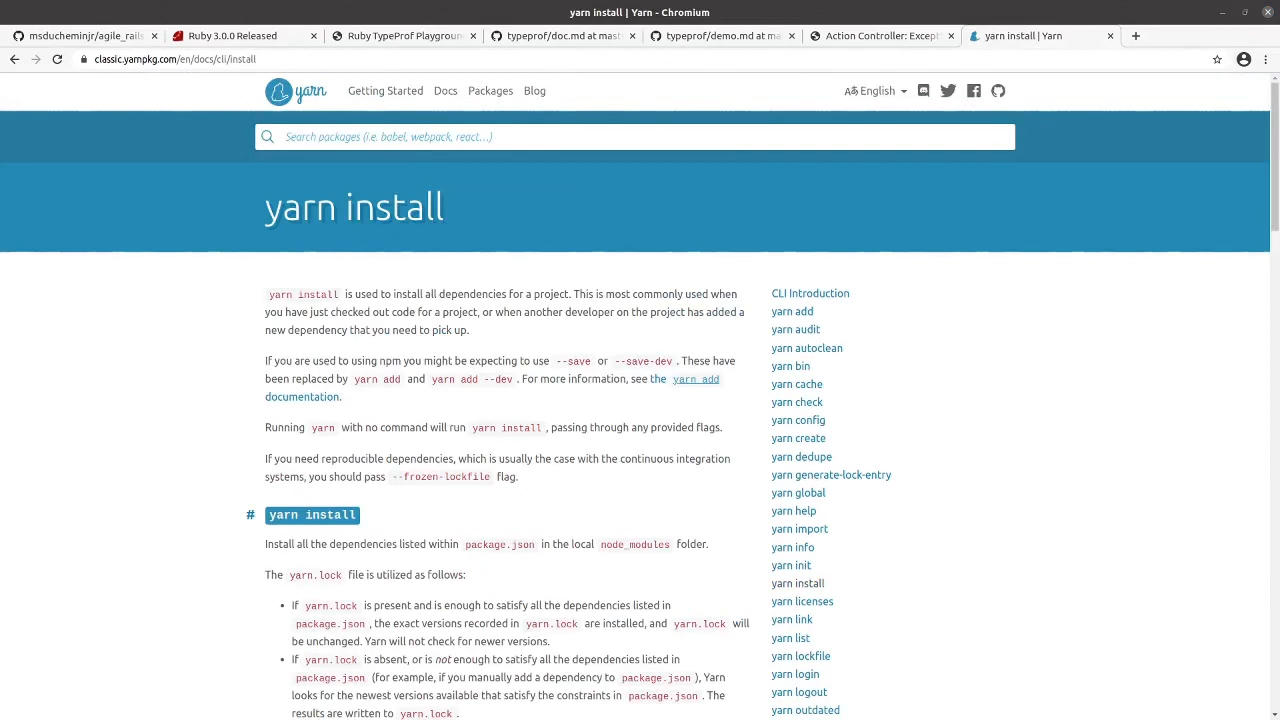 yarn install | Yarn - Chromium
msducheminjr/agile_rails
Ruby 3.0.0 Released
Ruby TypeProf Playground
typeprof/doc.md at mast
typeprof/demo.md at ma
Action Controller: Except
yarn install | Yarn
classic.yarnpkg.com/en/docs/cli/install
yarn
Getting Started
Docs
Packages
Blog
English
Search packages (i.e. babel, webpack, react…)
yarn install
yarn install is used to install all dependencies for a project. This is most commonly used when
you have just checked out code for a project, or when another developer on the project has added a
new dependency that you need to pick up.
If you are used to using npm you might be expecting to use --save or --save-dev. These have
been replaced by yarn add and yarn add --dev. For more information, see the yarn add
documentation.
Running yarn with no command will run yarn install, passing through any provided flags.
If you need reproducible dependencies, which is usually the case with the continuous integration
systems, you should pass --frozen-lockfile flag.
# yarn install
Install all the dependencies listed within package.json in the local node_modules folder.
The yarn.lock file is utilized as follows:
• If yarn.lock is present and is enough to satisfy all the dependencies listed in
package.json, the exact versions recorded in yarn.lock are installed, and yarn.lock will
be unchanged. Yarn will not check for newer versions.
• If yarn.lock is absent, or is not enough to satisfy all the dependencies listed in
package.json (for example, if you manually add a dependency to package.json), Yarn
looks for the newest versions available that satisfy the constraints in package.json. The
results are written to yarn.lock.
CLI Introduction
yarn add
yarn audit
yarn autoclean
yarn bin
yarn cache
yarn check
yarn config
yarn create
yarn dedupe
yarn generate-lock-entry
yarn global
yarn help
yarn import
yarn info
yarn init
yarn install
yarn licenses
yarn link
yarn list
yarn lockfile
yarn login
yarn logout
yarn outdated